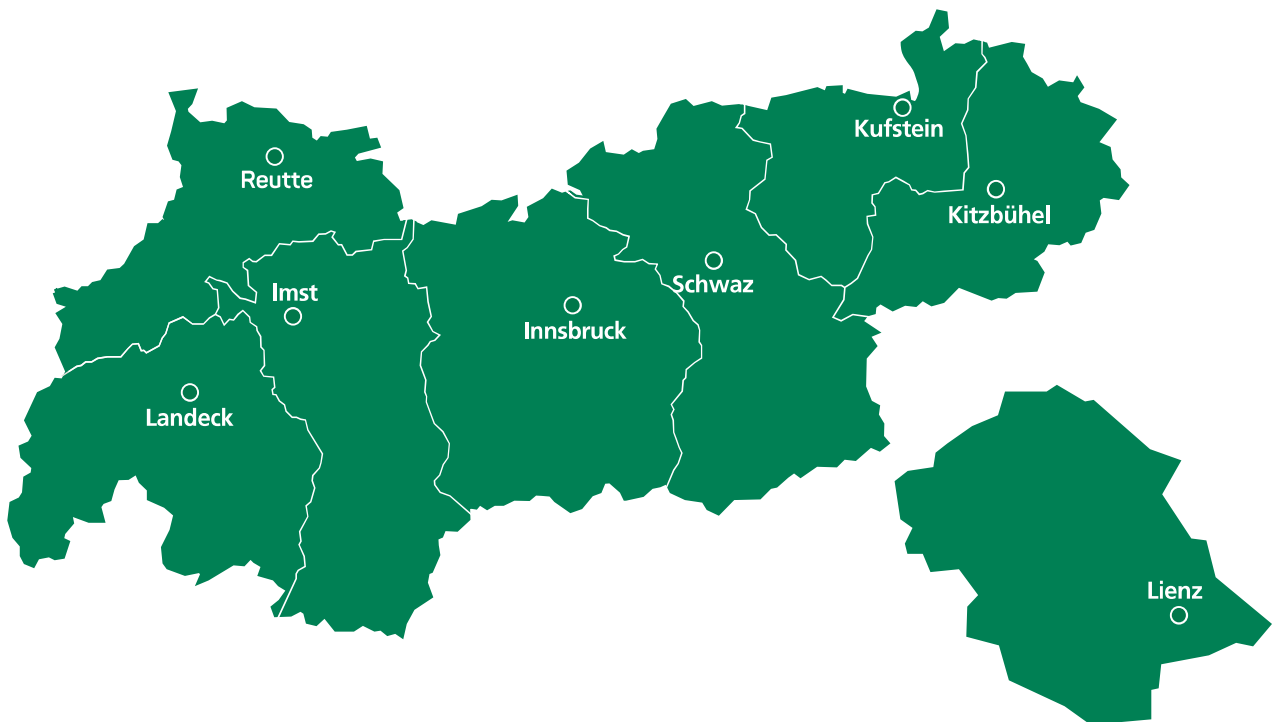 Kufstein
Reutte
Kitzbühel
Schwaz
Imst
Innsbruck
Landeck
Lienz